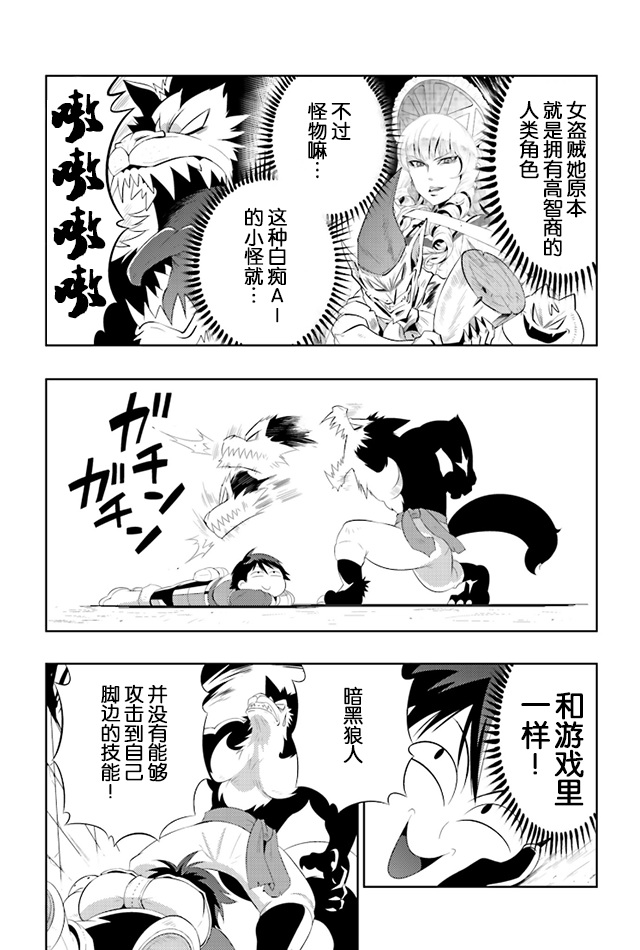 女盗贼她原本
就是拥有高智商的
人类角色
不过
怪物嘛…
这种白痴AI
的小怪就…
嗷嗷嗷嗷
ガチン
ガチン
和游戏里
一样！
暗黑狼人
并没有能够
攻击到自己
脚边的技能！